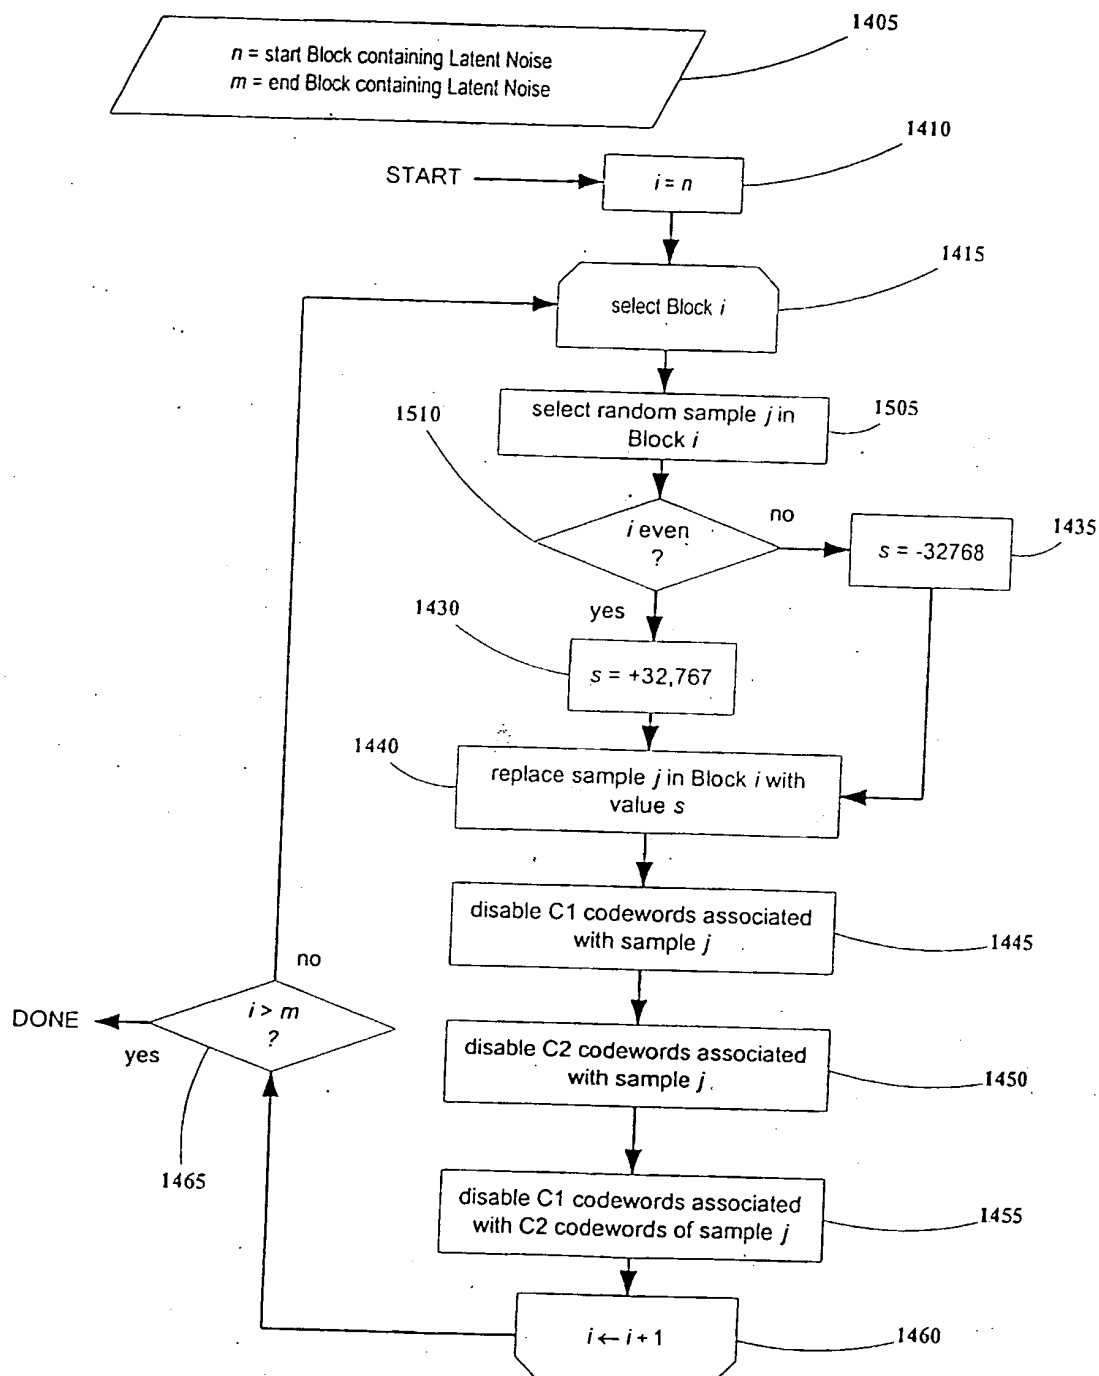 1405
n = start Block containing Latent Noise
m = end Block containing Latent Noise
1410
START
i = n
1415
select Block i
1510
select random sample j in
Block i
1505
i even
?
no
s = -32768
1435
yes
1430
s = +32,767
1440
replace sample j in Block i with
value s
disable C1 codewords associated
with sample j
1445
no
DONE
i > m
?
yes
disable C2 codewords associated
with sample j
1450
1465
disable C1 codewords associated
with C2 codewords of sample j
1455
i ← i + 1
1460